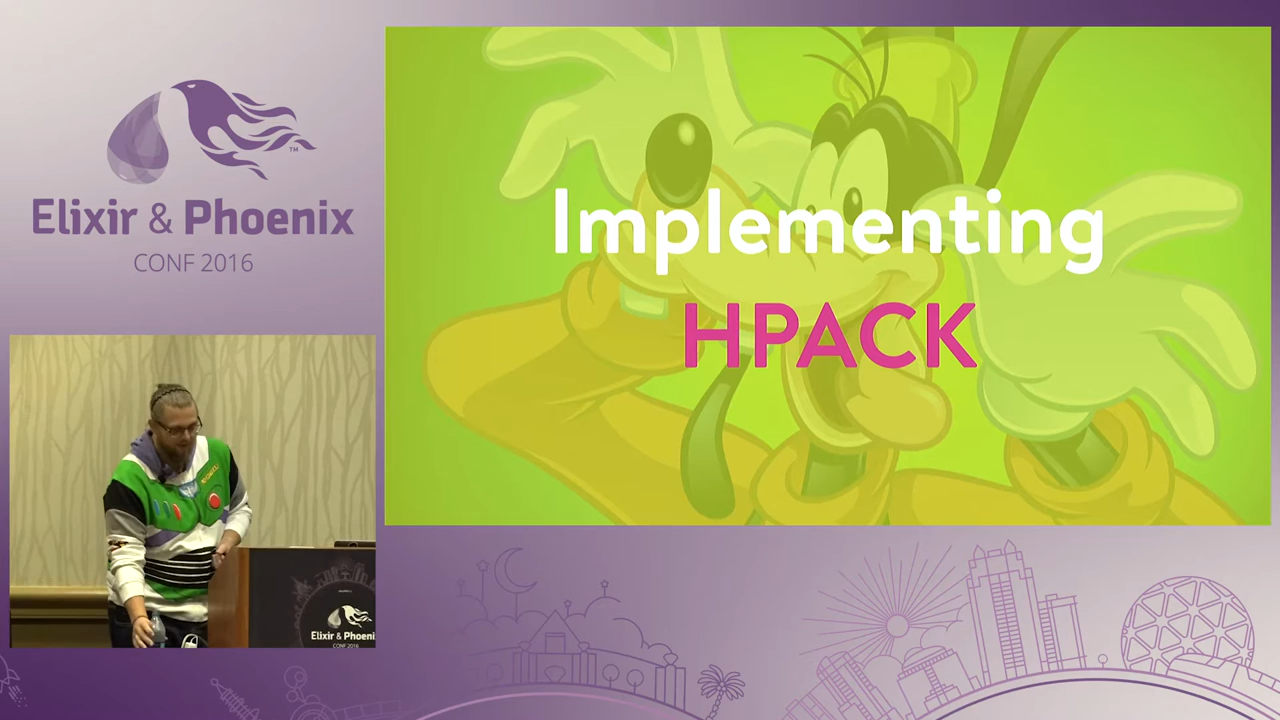 Elixir & Phoenix
CONF 2016
Implementing
HPACK
Elixir & Phoeni
CONF 2016